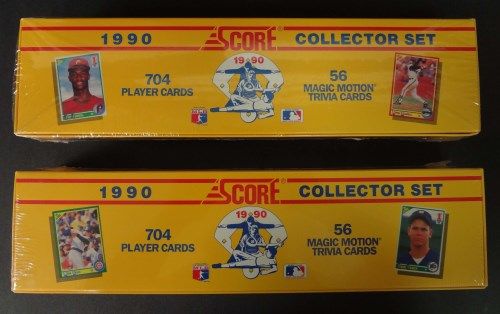 1990 SCORE® COLLECTOR SET
1990
704 PLAYER CARDS
56 MAGIC MOTION® TRIVIA CARDS
1990 SCORE® COLLECTOR SET
1990
704 PLAYER CARDS
56 MAGIC MOTION® TRIVIA CARDS